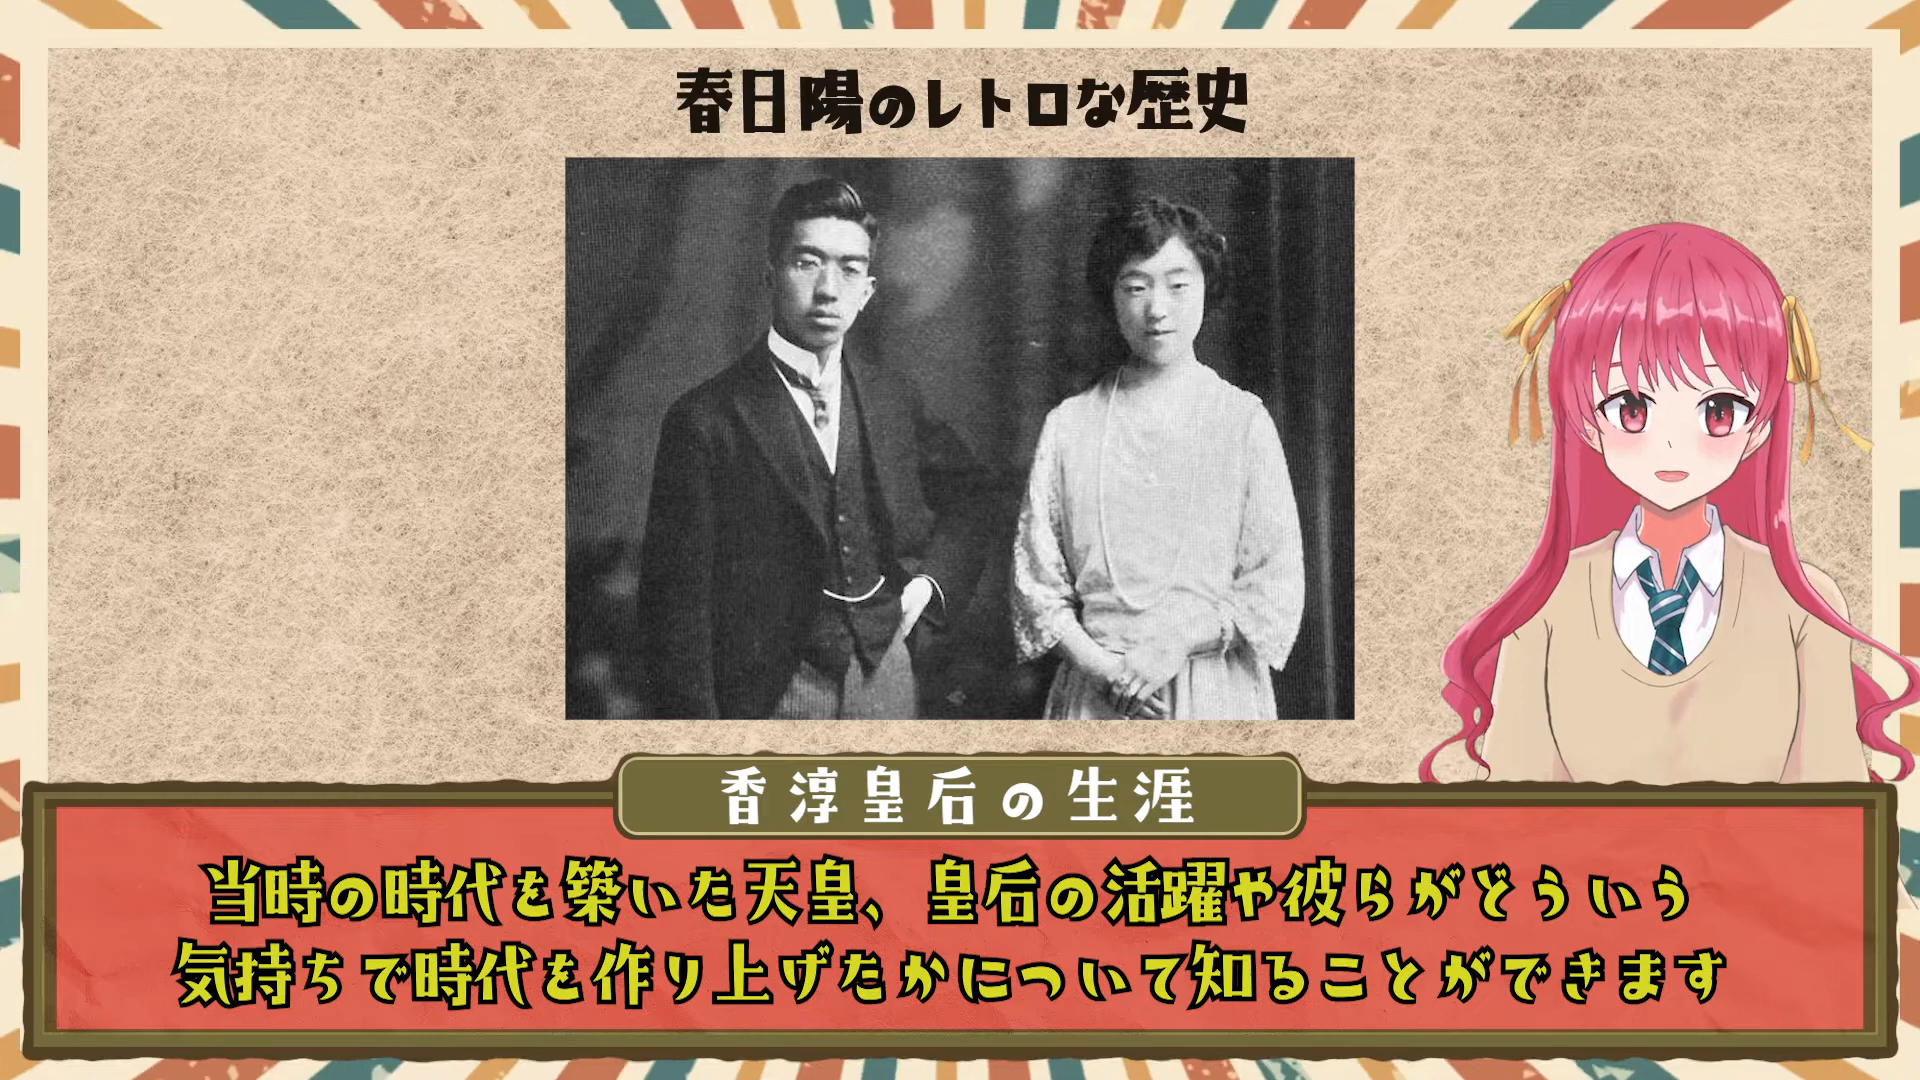 春日陽のレトロな歴史
香淳皇后の生涯
当時の時代を築いた天皇、皇后の活躍や彼らがどういう
気持ちで時代を作り上げたかについて知ることができます